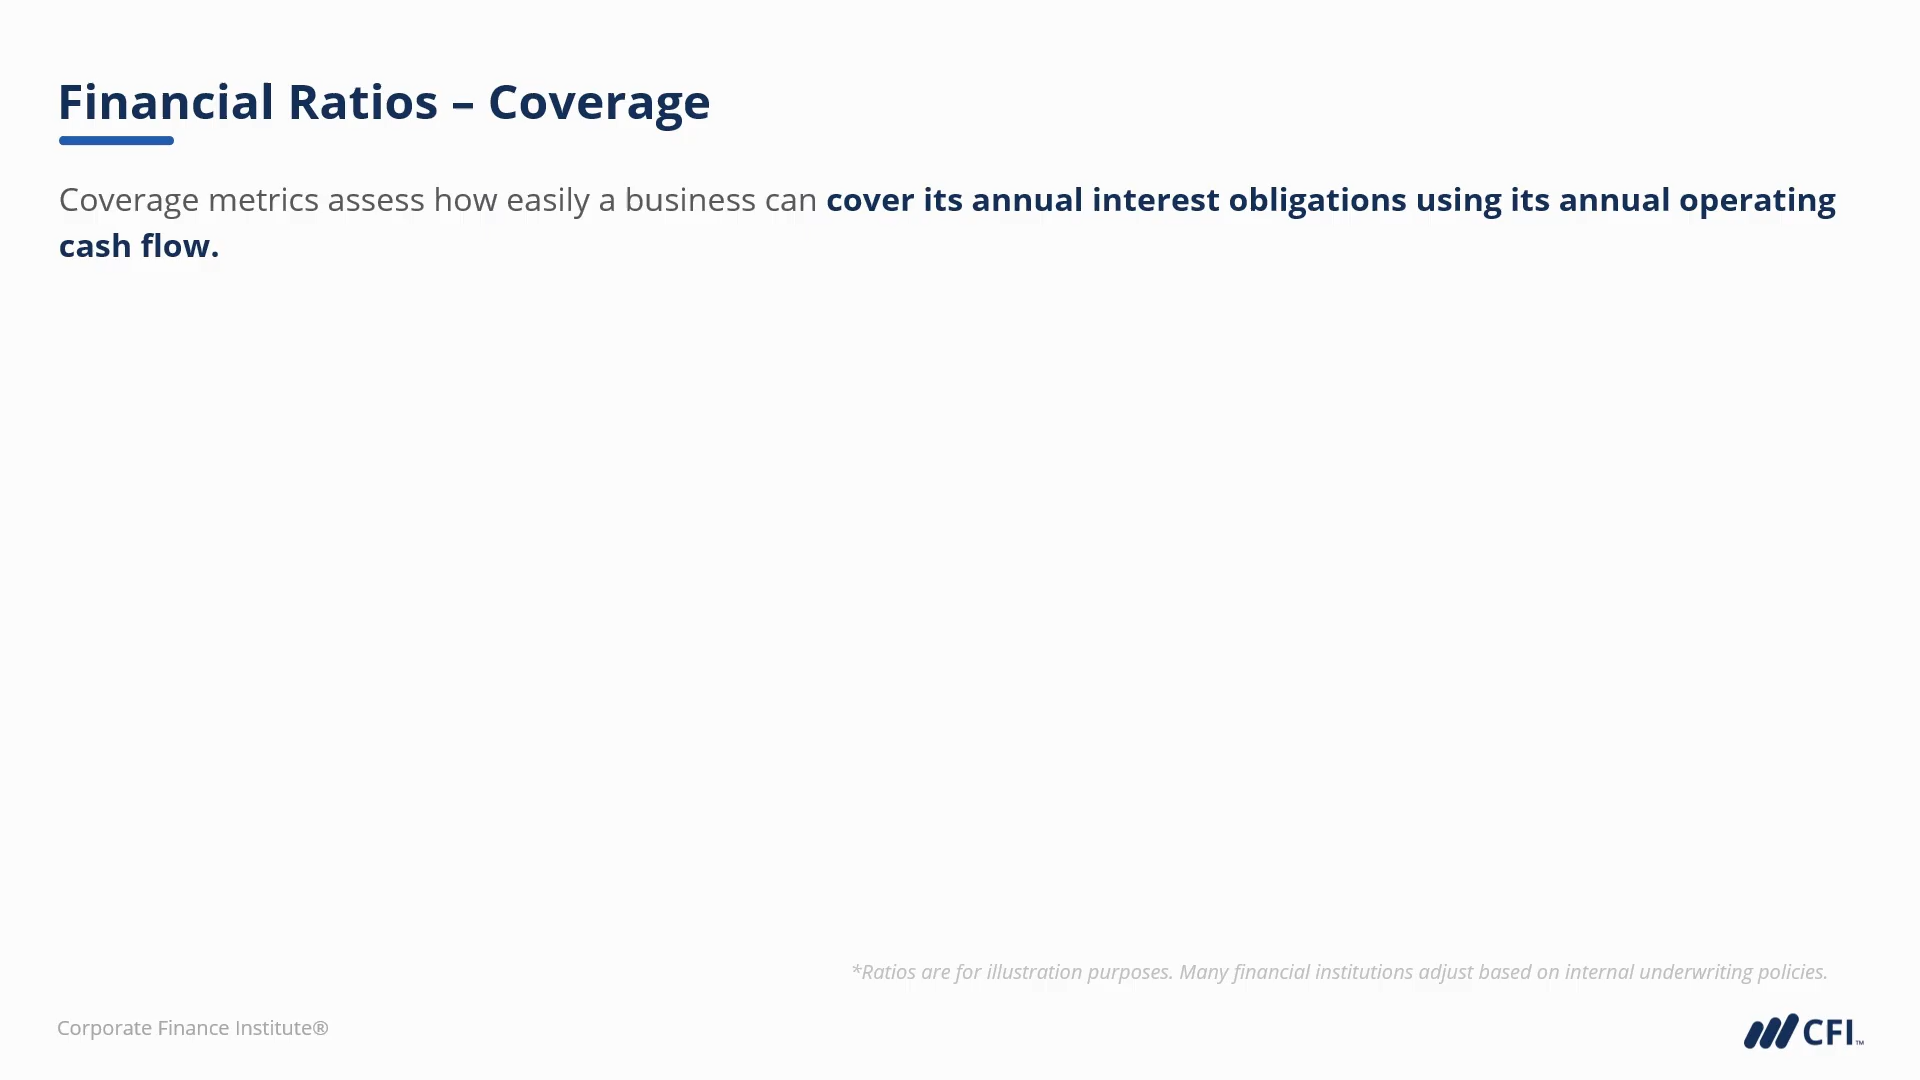 Financial Ratios – Coverage
Coverage metrics assess how easily a business can cover its annual interest obligations using its annual operating
cash flow.
*Ratios are for illustration purposes. Many financial institutions adjust based on internal underwriting policies.
Corporate Finance Institute®
CFI™